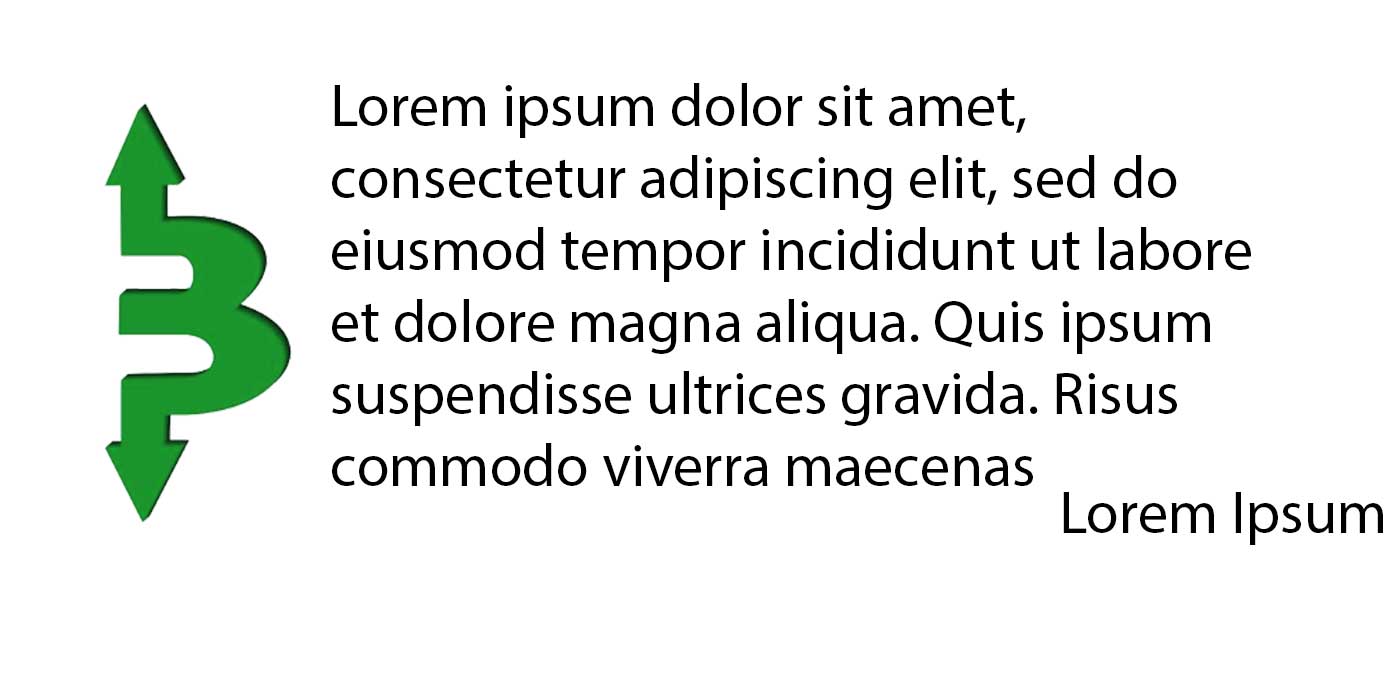 Lorem ipsum dolor sit amet,
consectetur adipiscing elit, sed do
eiusmod tempor incididunt ut labore
et dolore magna aliqua. Quis ipsum
suspendisse ultrices gravida. Risus
commodo viverra maecenas
Lorem Ipsum